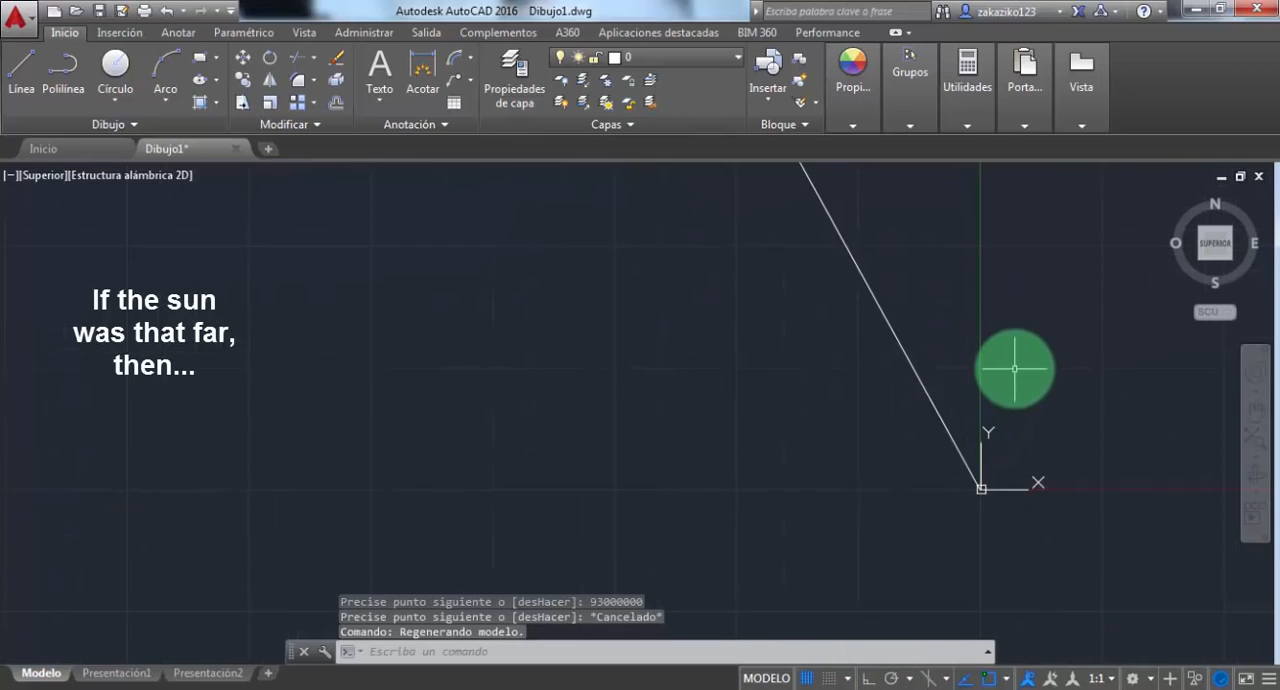 Autodesk AutoCAD 2016 Dibujo1.dwg
Escriba palabra clave o frase
zakaziko123
Inicio Inserción Anotar Paramétrico Vista Administrar Salida Complementos A360 Aplicaciones destacadas BIM 360 Performance
0
Línea Polilínea Círculo Arco
Texto Acotar
Propiedades
de capa
Insertar
Propi... Grupos Utilidades Porta... Vista
Dibujo Modificar Anotación Capas Bloque
Inicio Dibujo1*
[−][Superior][Estructura alámbrica 2D]
N
O SUPERIOR E
S
SCU
If the sun
was that far,
then...
Y
X
Precise punto siguiente o [desHacer]: 93000000
Precise punto siguiente o [desHacer]: *Cancelado*
Comando: Regenerando modelo.
Escriba un comando
Modelo Presentación1 Presentación2
MODELO 1:1